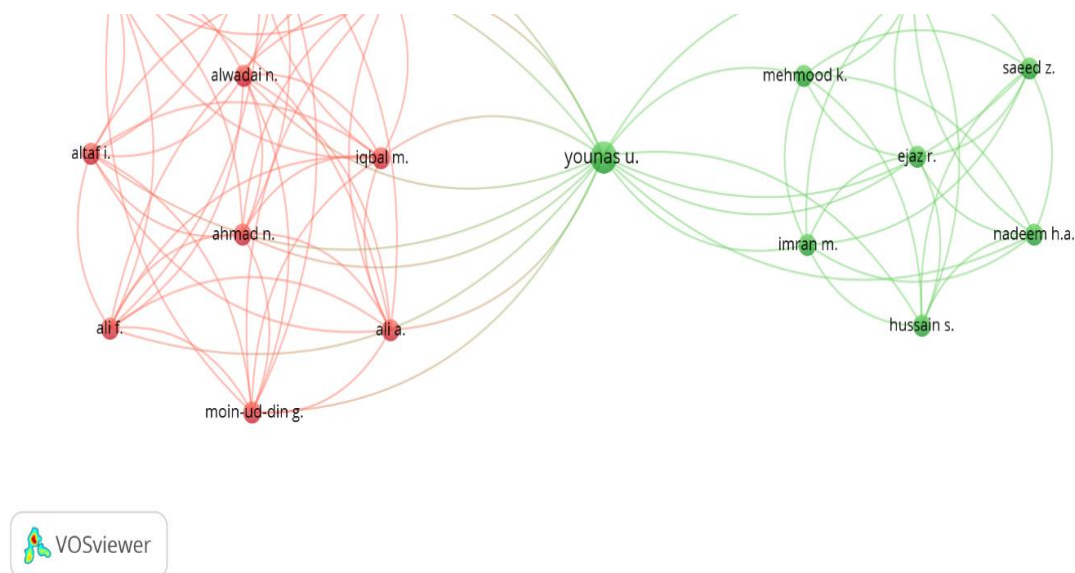 alwadai n.
mehmood k.
saeed z.
altaf i.
iqbal m.
younas u.
ejaz r.
ahmad n.
imran m.
nadeem h.a.
ali f.
ali a.
hussain s.
moin-ud-din g.
VOSviewer